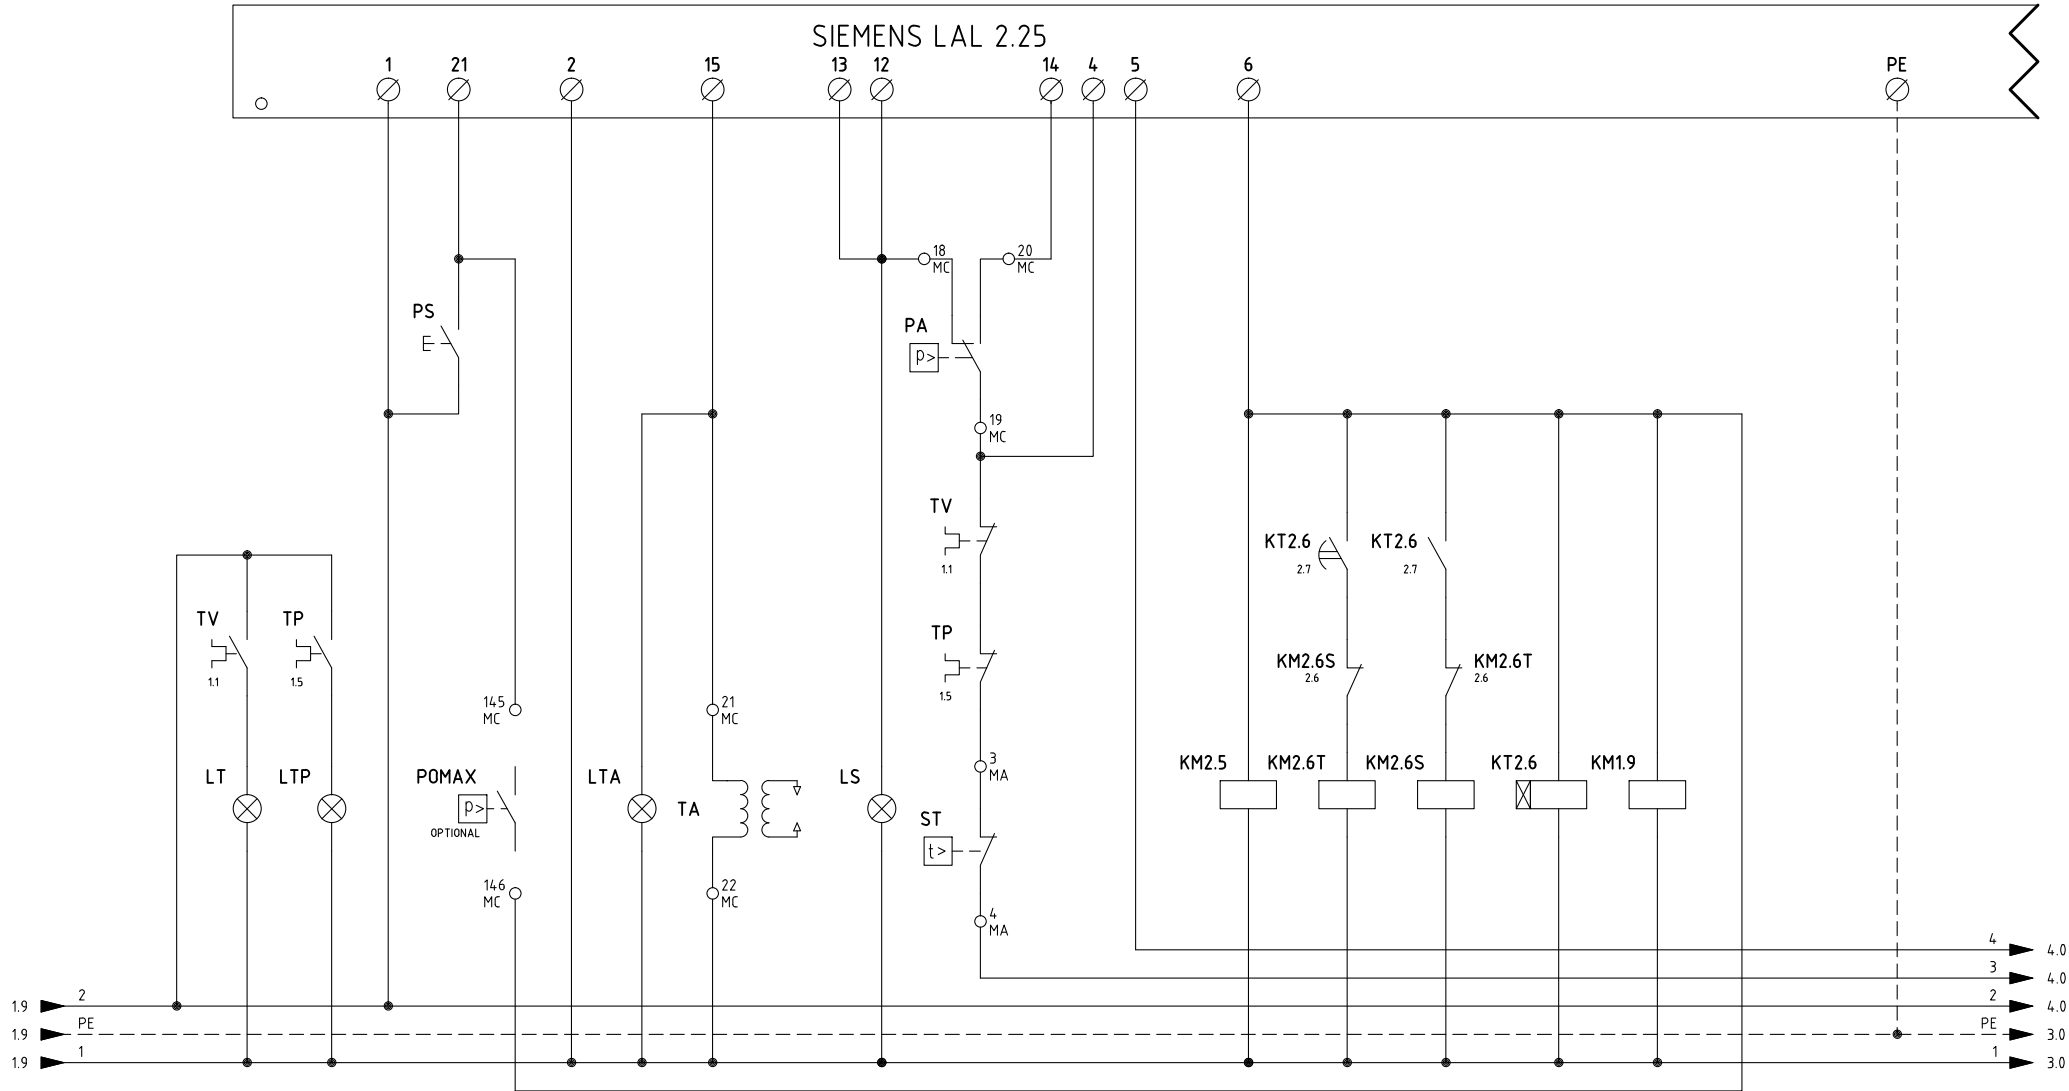 SIEMENS LAL 2.25
1 21 2 15 13 12 14 4 5 6 PE
18 MC
20 MC
PS
PA
p>
19 MC
TV
1.1
KT2.6
2.7
KT2.6
2.7
TV
1.1
TP
1.5
TP
1.5
KM2.6S
2.6
KM2.6T
2.6
145 MC
21 MC
3 MA
LT
LTP
POMAX
p>
OPTIONAL
LTA
TA
LS
ST
t>
KM2.5
KM2.6T
KM2.6S
KT2.6
KM1.9
146 MC
22 MC
4 MA
4 4.0
3 4.0
1.9 2 2 4.0
1.9 PE PE 3.0
1.9 1 1 3.0